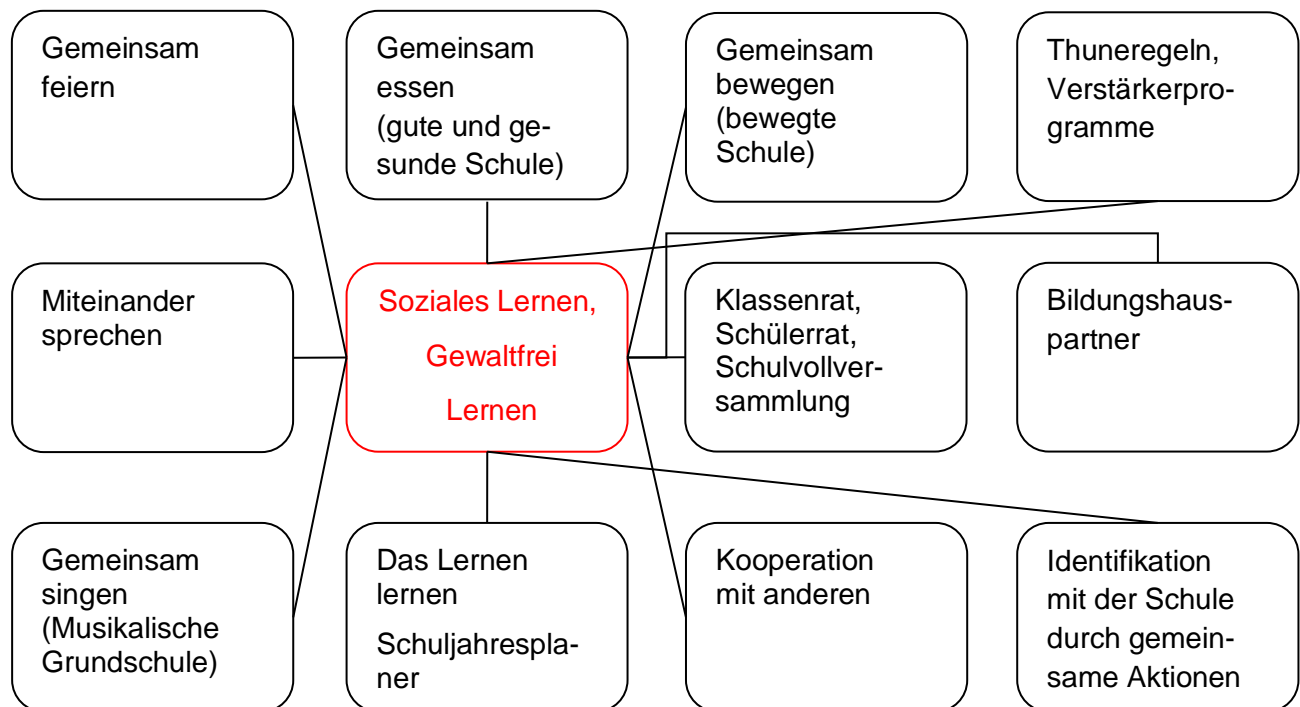 Gemeinsam
feiern
Gemeinsam
essen
(gute und ge-
sunde Schule)
Gemeinsam
bewegen
(bewegte
Schule)
Thuneregeln,
Verstärkerpro-
gramme
Miteinander
sprechen
Soziales Lernen,
Gewaltfrei
Lernen
Klassenrat,
Schülerrat,
Schulvollver-
sammlung
Bildungshaus-
partner
Gemeinsam
singen
(Musikalische
Grundschule)
Das Lernen
lernen
Schuljahrespla-
ner
Kooperation
mit anderen
Identifikation
mit der Schule
durch gemein-
same Aktionen